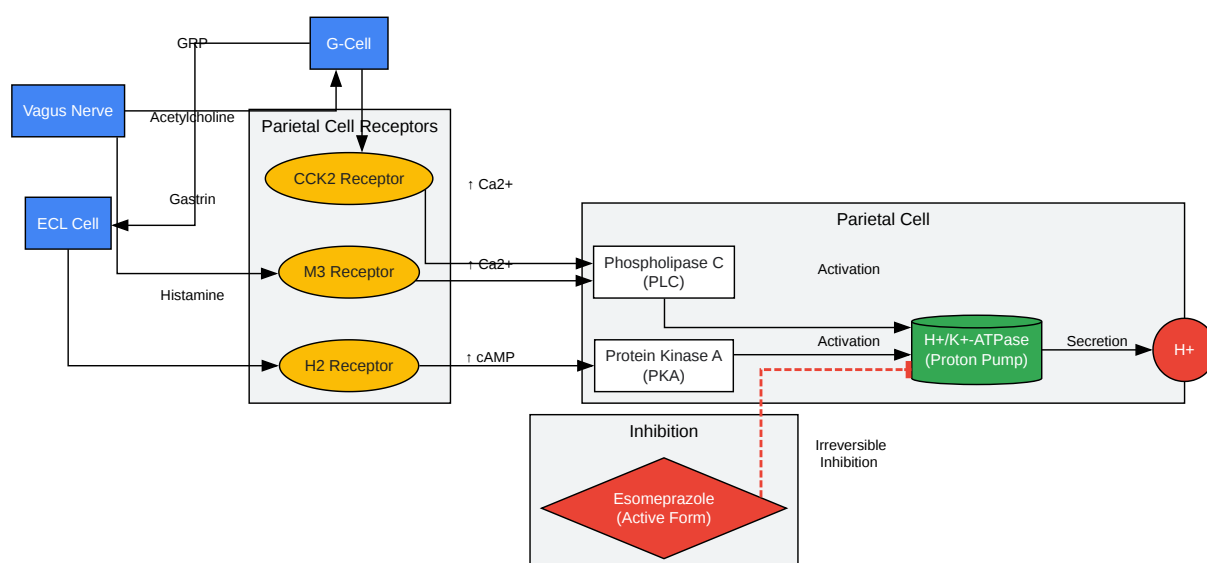 GRP
G-Cell
Vagus Nerve
Acetylcholine
Parietal Cell Receptors
CCK2 Receptor
↑ Ca2+
Gastrin
ECL Cell
Parietal Cell
M3 Receptor
↑ Ca2+
Phospholipase C
(PLC)
Activation
Histamine
H2 Receptor
↑ cAMP
Protein Kinase A
(PKA)
Activation
H+/K+-ATPase
(Proton Pump)
Secretion
H+
Inhibition
Irreversible
Inhibition
Esomeprazole
(Active Form)